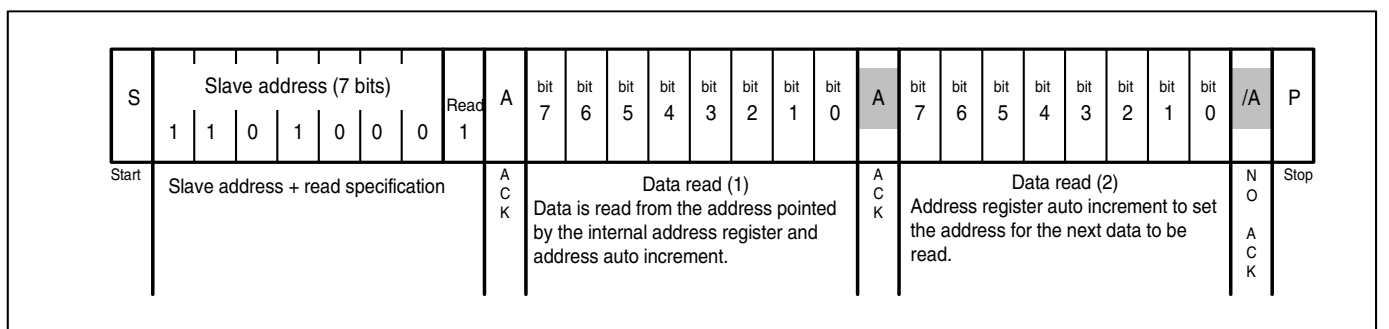 S Slave address (7 bits) Read A bit bit bit bit bit bit bit bit A bit bit bit bit bit bit bit bit /A P
1 1 0 1 0 0 0 1 7 6 5 4 3 2 1 0 7 6 5 4 3 2 1 0
Start
Slave address + read specification
A
C
K
Data read (1)
Data is read from the address pointed
by the internal address register and
address auto increment.
A
C
K
Data read (2)
Address register auto increment to set
the address for the next data to be
read.
N
O
A
C
K
Stop